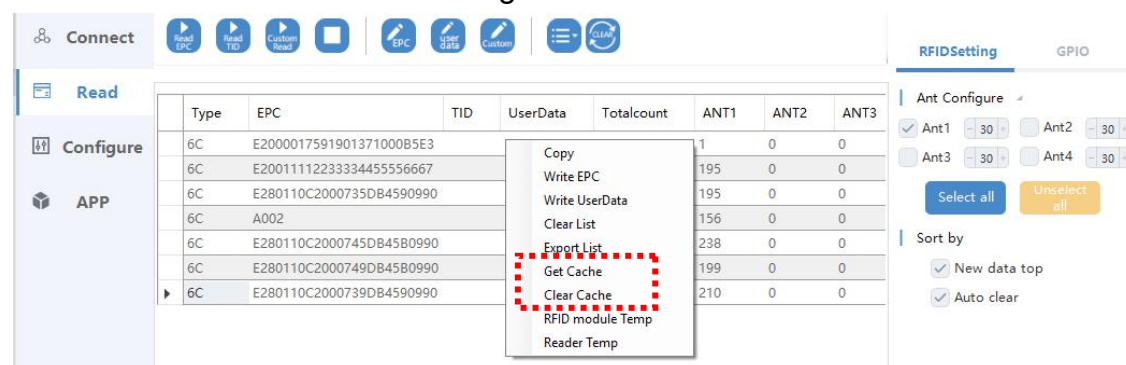 Connect
Read
Configure
APP
Read EPC
Read TID
Custom Read
EPC
user data
Custom
CLEAR
Type EPC TID UserData Totalcount ANT1 ANT2 ANT3
6C E2000017591901371000B5E3 1 0 0
6C E20011112233334455556667 195 0 0
6C E280110C2000735DB4590990 195 0 0
6C A002 156 0 0
6C E280110C2000745DB45B0990 238 0 0
6C E280110C2000749DB45B0990 199 0 0
6C E280110C2000739DB4590990 210 0 0
Copy
Write EPC
Write UserData
Clear List
Export List
Get Cache
Clear Cache
RFID module Temp
Reader Temp
RFIDSetting GPIO
Ant Configure
Ant1 - 30 + Ant2 - 30 +
Ant3 - 30 + Ant4 - 30 +
Select all Unselect all
Sort by
New data top
Auto clear